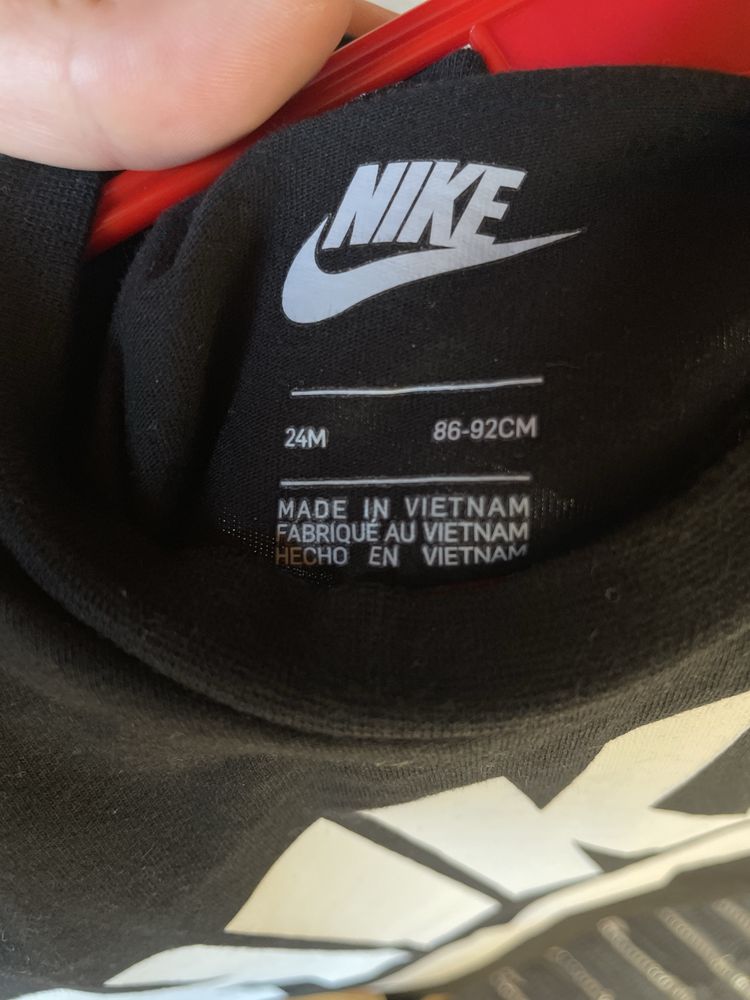 NIKE
24M 86-92CM
MADE IN VIETNAM
FABRIQUÉ AU VIETNAM
HECHO EN VIETNAM